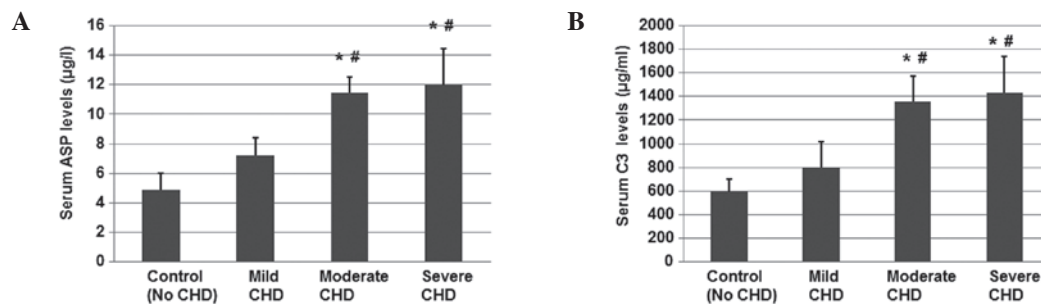 A
Serum ASP levels (µg/l)
16
14
12
10
8
6
4
2
0
* #
* #
Control
(No CHD)
Mild
CHD
Moderate
CHD
Severe
CHD
B
Serum C3 levels (µg/ml)
2000
1800
1600
1400
1200
1000
800
600
400
200
0
* #
* #
Control
(No CHD)
Mild
CHD
Moderate
CHD
Severe
CHD